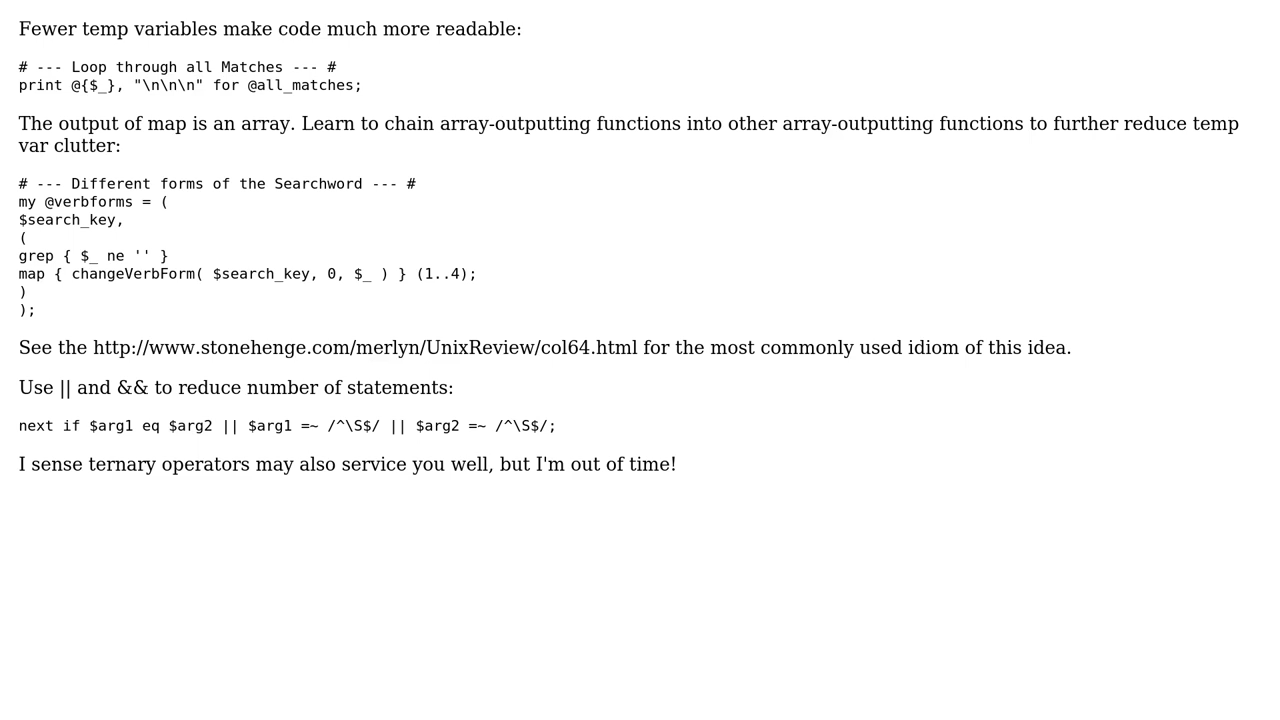 Fewer temp variables make code much more readable:
# --- Loop through all Matches --- #
print @{$_}, "\n\n\n" for @all_matches;
The output of map is an array. Learn to chain array-outputting functions into other array-outputting functions to further reduce temp
var clutter:
# --- Different forms of the Searchword --- #
my @verbforms = (
$search_key,
(
grep { $_ ne '' }
map { changeVerbForm( $search_key, 0, $_ ) } (1..4);
)
);
See the http://www.stonehenge.com/merlyn/UnixReview/col64.html for the most commonly used idiom of this idea.
Use || and && to reduce number of statements:
next if $arg1 eq $arg2 || $arg1 =~ /^\S$/ || $arg2 =~ /^\S$/;
I sense ternary operators may also service you well, but I'm out of time!